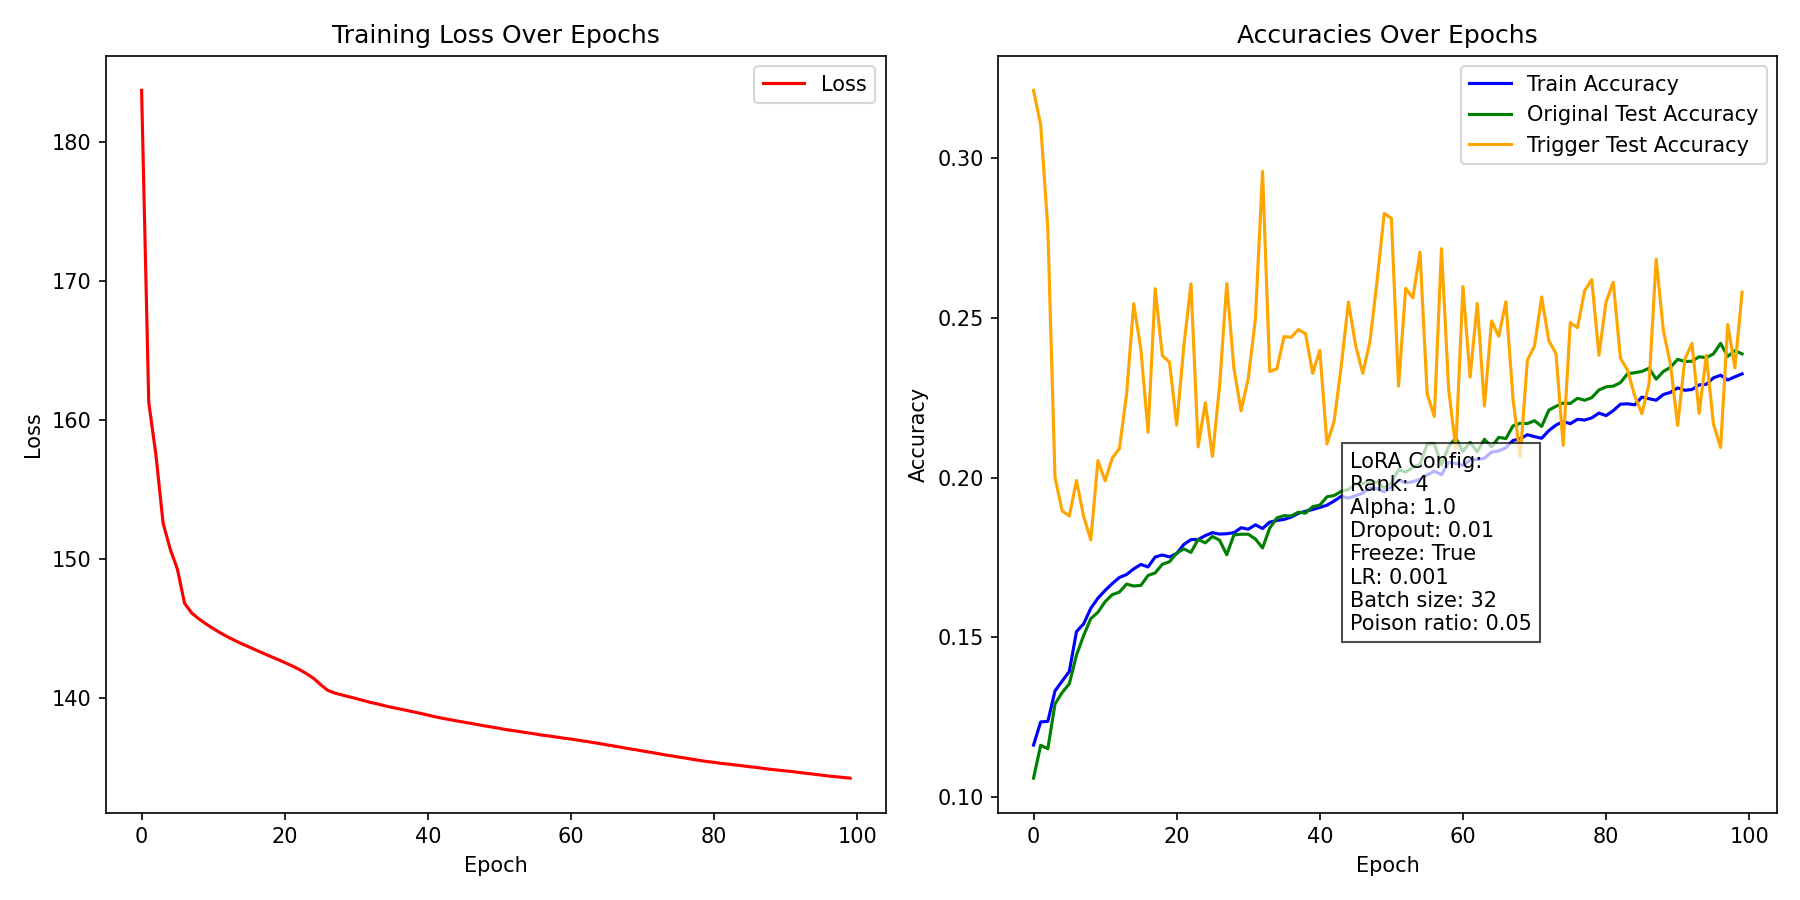 Training Loss Over Epochs
Loss
180
170
160
150
140
Loss
0
20
40
60
80
100
Epoch
Accuracies Over Epochs
Train Accuracy
Original Test Accuracy
Trigger Test Accuracy
0.30
0.25
0.20
0.15
0.10
Accuracy
LoRA Config:
Rank: 4
Alpha: 1.0
Dropout: 0.01
Freeze: True
LR: 0.001
Batch size: 32
Poison ratio: 0.05
0
20
40
60
80
100
Epoch